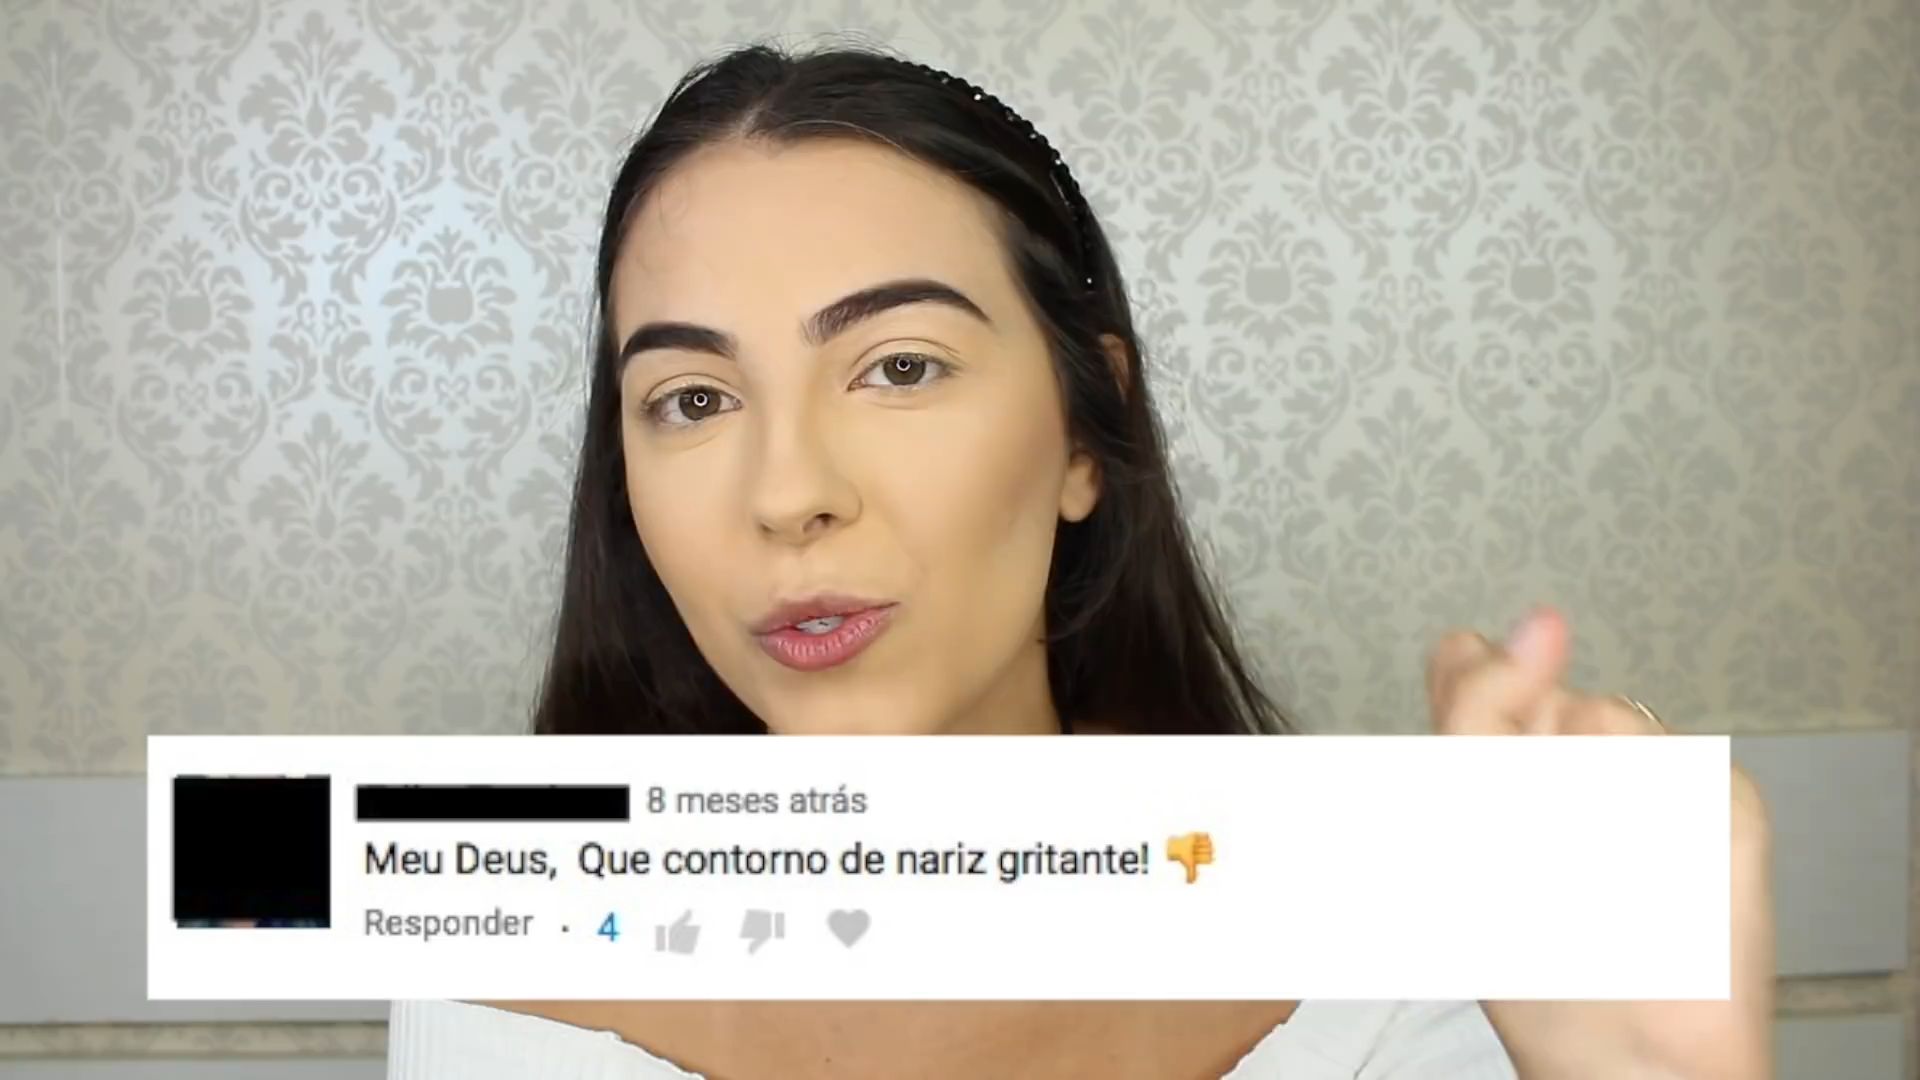 8 meses atrás
Meu Deus, Que contorno de nariz gritante! 👎
Responder · 4